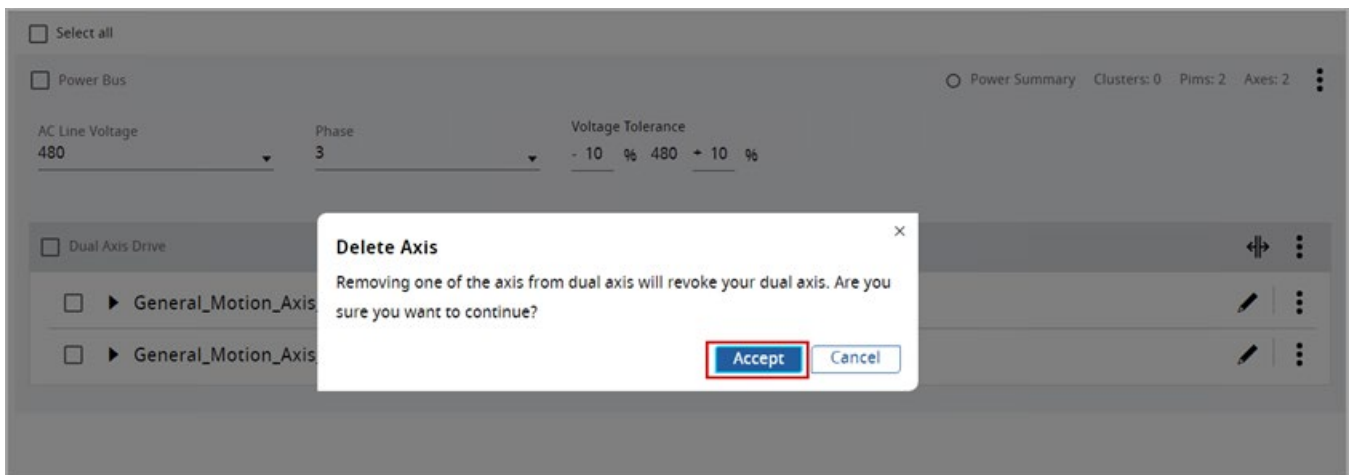 Select all
Power Bus
Power Summary Clusters: 0 Pims: 2 Axes: 2
AC Line Voltage
480
Phase
3
Voltage Tolerance
- 10 % 480 + 10 %
Dual Axis Drive
General_Motion_Axis_
General_Motion_Axis_
Delete Axis
Removing one of the axis from dual axis will revoke your dual axis. Are you
sure you want to continue?
Accept Cancel